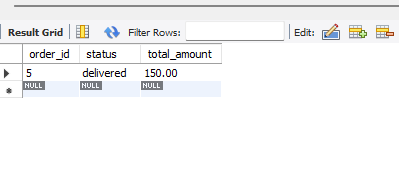 Result Grid Filter Rows: Edit:
order_id status total_amount
5 delivered 150.00
NULL NULL NULL